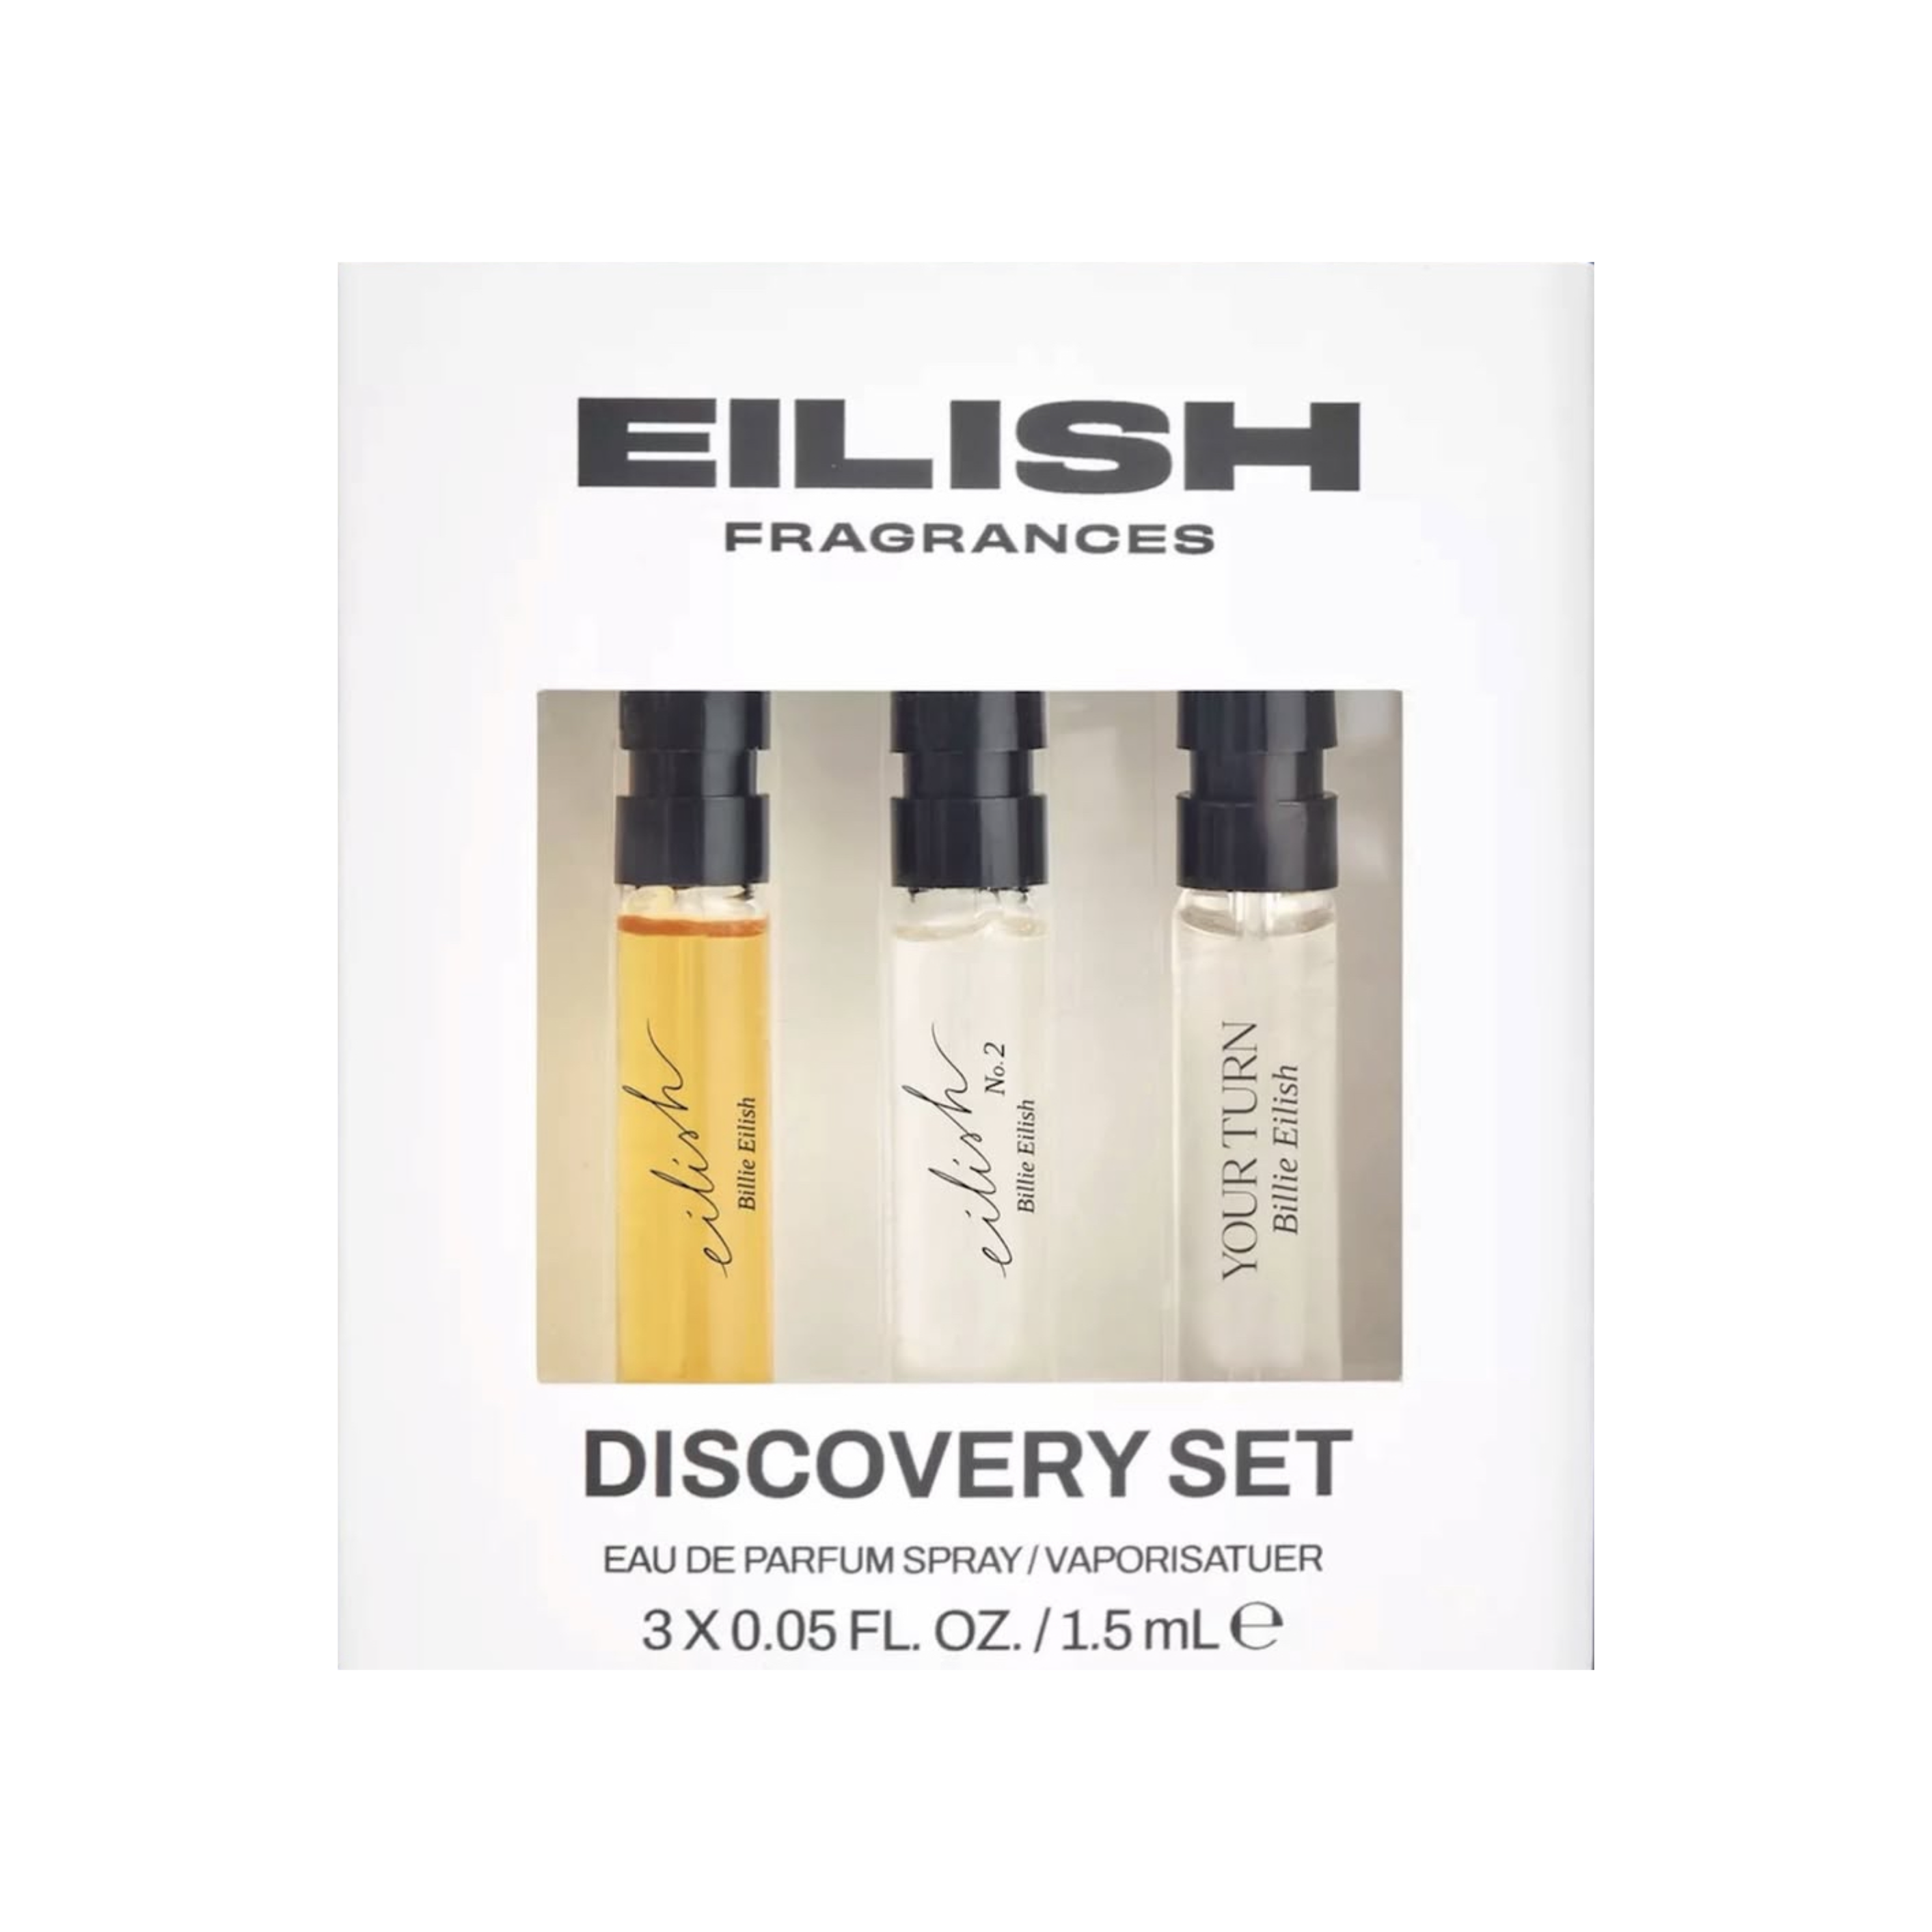 EILISH
FRAGRANCES
eilish
Billie Eilish
eilish
No. 2
Billie Eilish
YOUR TURN
Billie Eilish
DISCOVERY SET
EAU DE PARFUM SPRAY / VAPORISATUER
3 X 0.05 FL. OZ. / 1.5 mL ℮